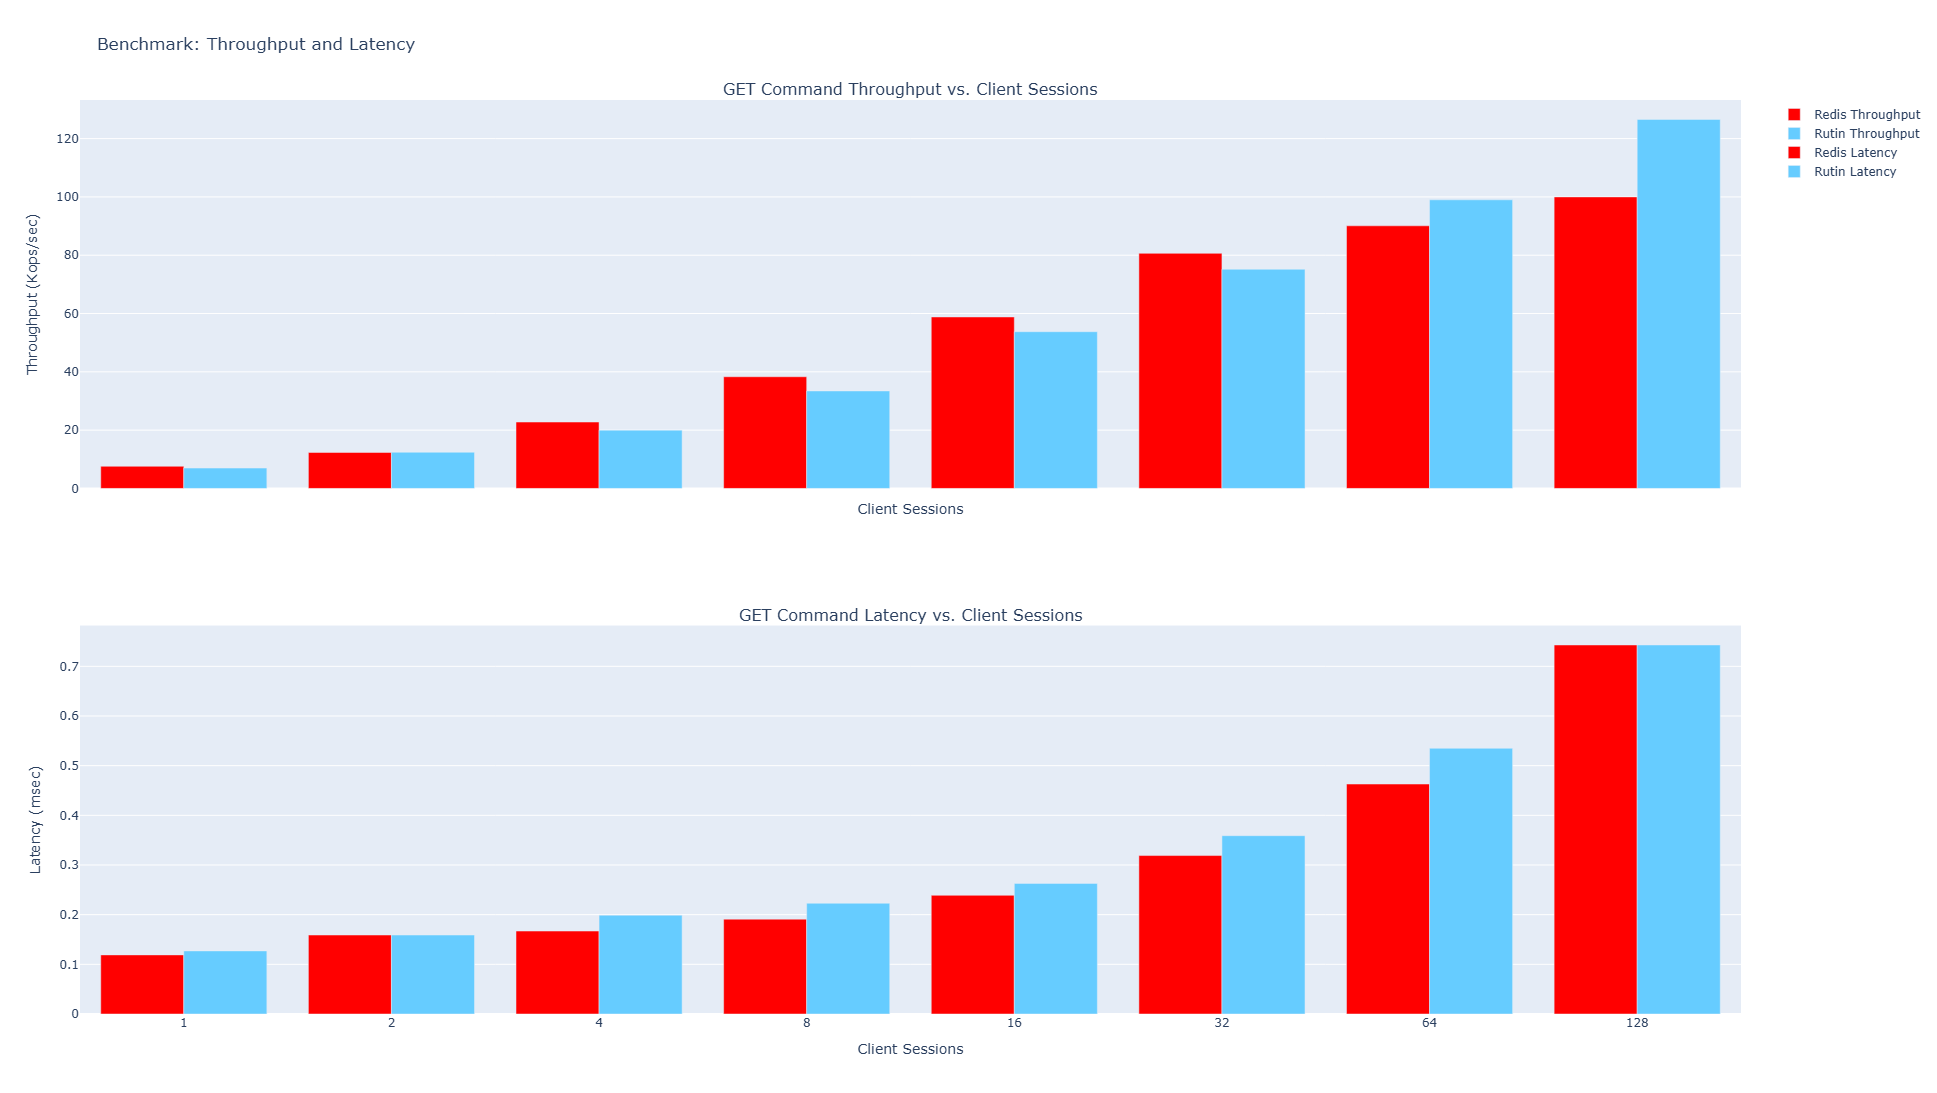 Benchmark: Throughput and Latency
GET Command Throughput vs. Client Sessions
Redis Throughput
Rutin Throughput
Redis Latency
Rutin Latency
Throughput (Kops/sec)
120
100
80
60
40
20
0
Client Sessions
GET Command Latency vs. Client Sessions
Latency (msec)
0.7
0.6
0.5
0.4
0.3
0.2
0.1
0
1 2 4 8 16 32 64 128
Client Sessions